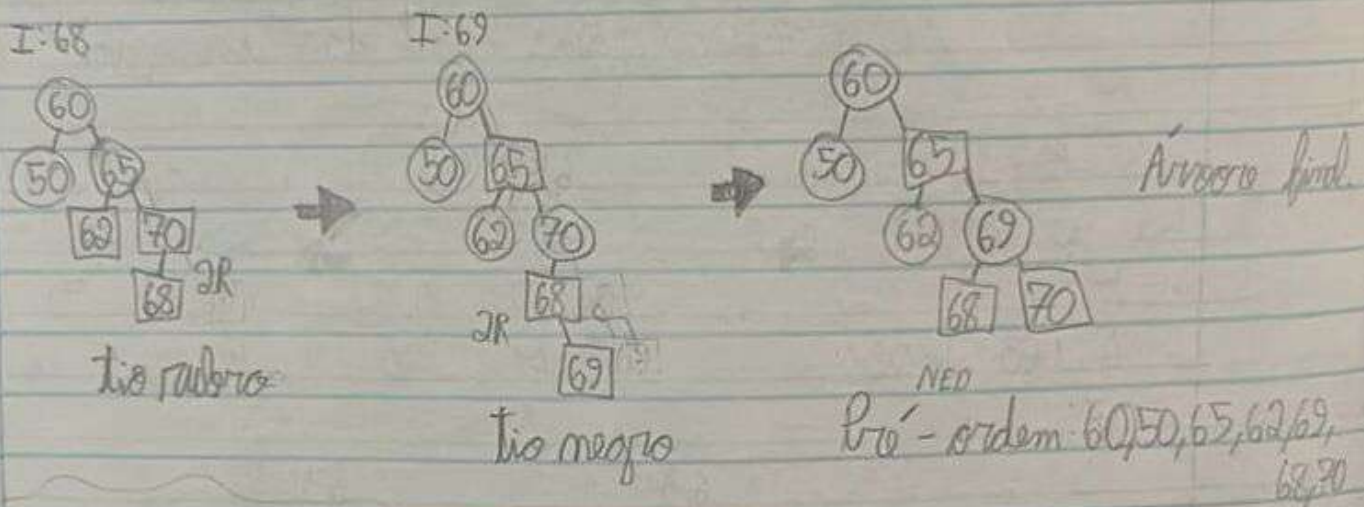 I:68
60
50 65
62 70
68 2R
tio rubro
I:69
60
50 65
62 70
68
2R
69
tio negro
60
50 65
62 69
68 70
Árvore final
NED
Pré-ordem: 60,50,65,62,69,
68,70